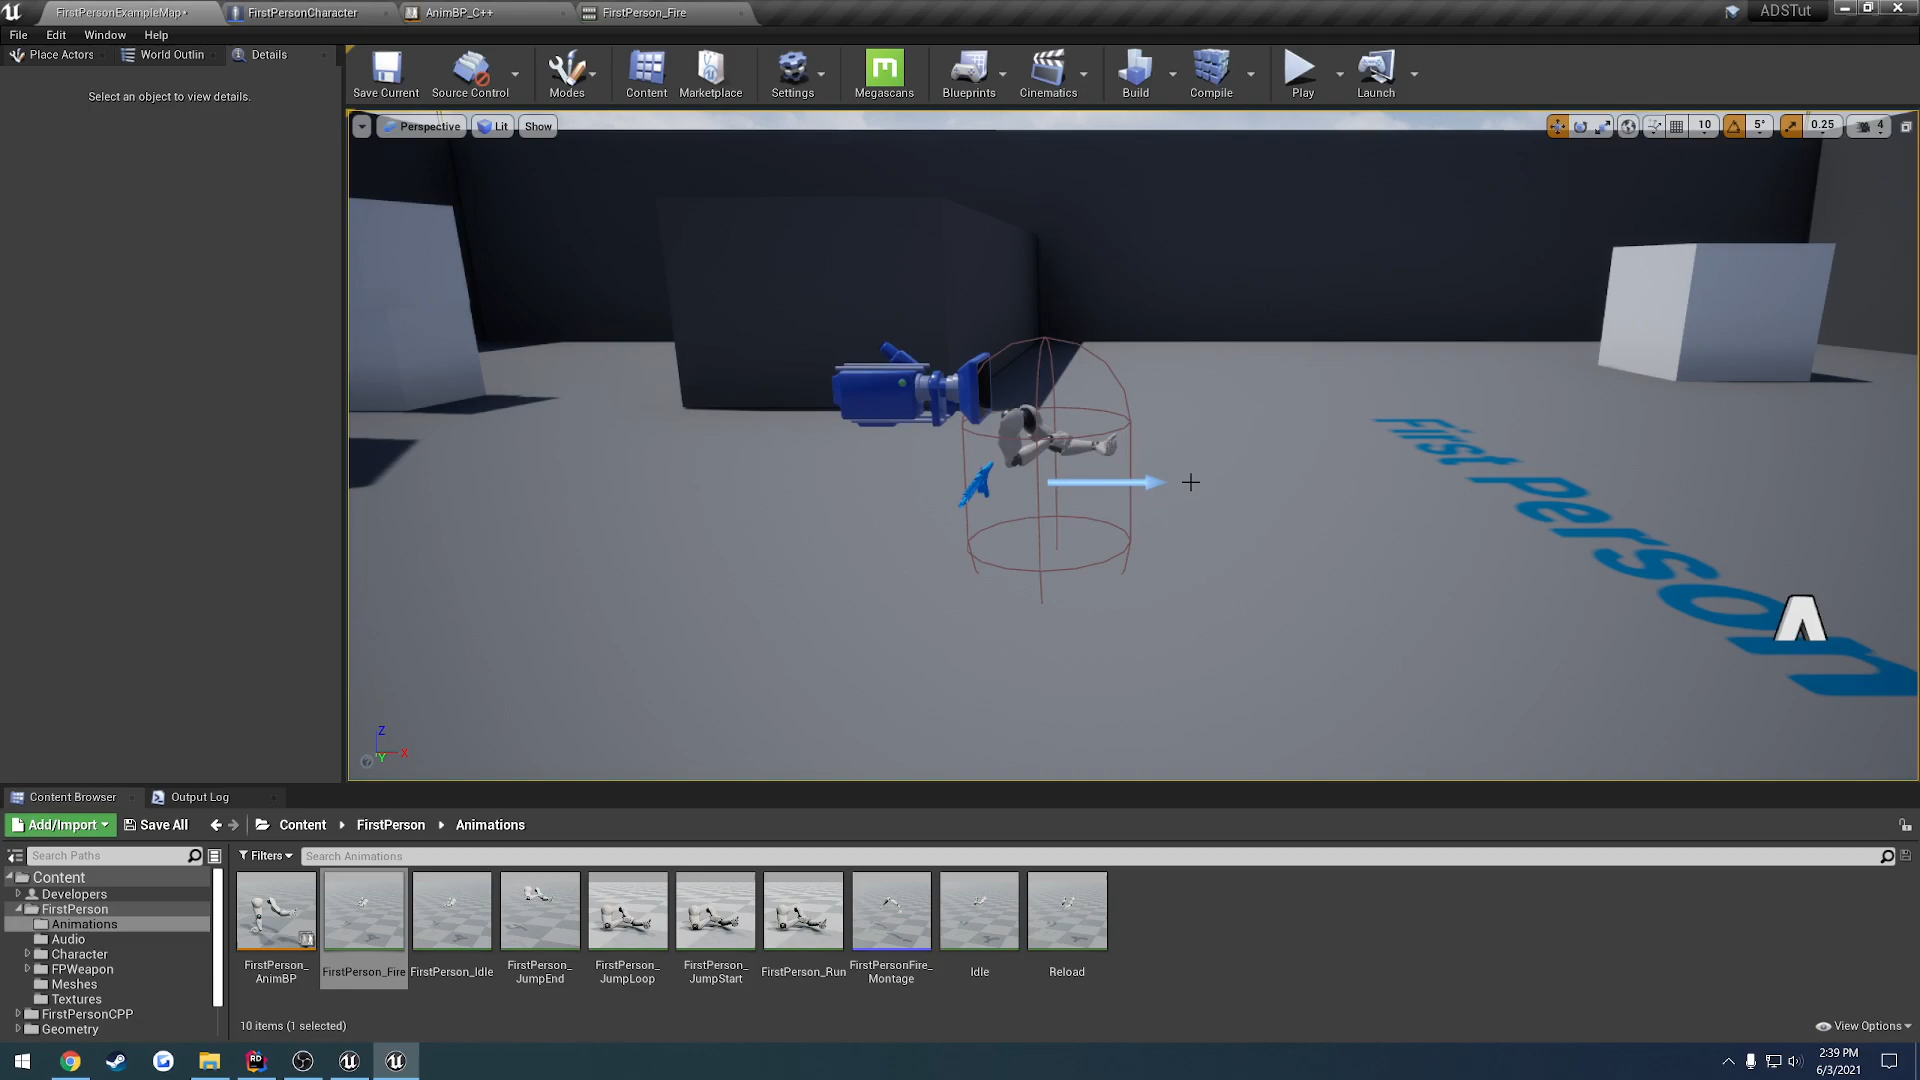 FirstPersonExampleMap*
FirstPersonCharacter
AnimBP_C++
FirstPerson_Fire
ADSTut
File Edit Window Help
Place Actors
World Outlin
Details
Select an object to view details.
Save Current
Source Control
Modes
Content
Marketplace
Settings
Megascans
Blueprints
Cinematics
Build
Compile
Play
Launch
Perspective
Lit
Show
10
5°
0.25
4
First Person
Z
X
Y
Content Browser
Output Log
Add/Import
Save All
Content
FirstPerson
Animations
Search Paths
Filters
Search Animations
Content
Developers
FirstPerson
Animations
Audio
Character
FPWeapon
Meshes
Textures
FirstPersonCPP
Geometry
FirstPerson_
AnimBP
FirstPerson_Fire
FirstPerson_Idle
FirstPerson_
JumpEnd
FirstPerson_
JumpLoop
FirstPerson_
JumpStart
FirstPerson_Run
FirstPersonFire_
Montage
Idle
Reload
10 items (1 selected)
View Options
2:39 PM
6/3/2021